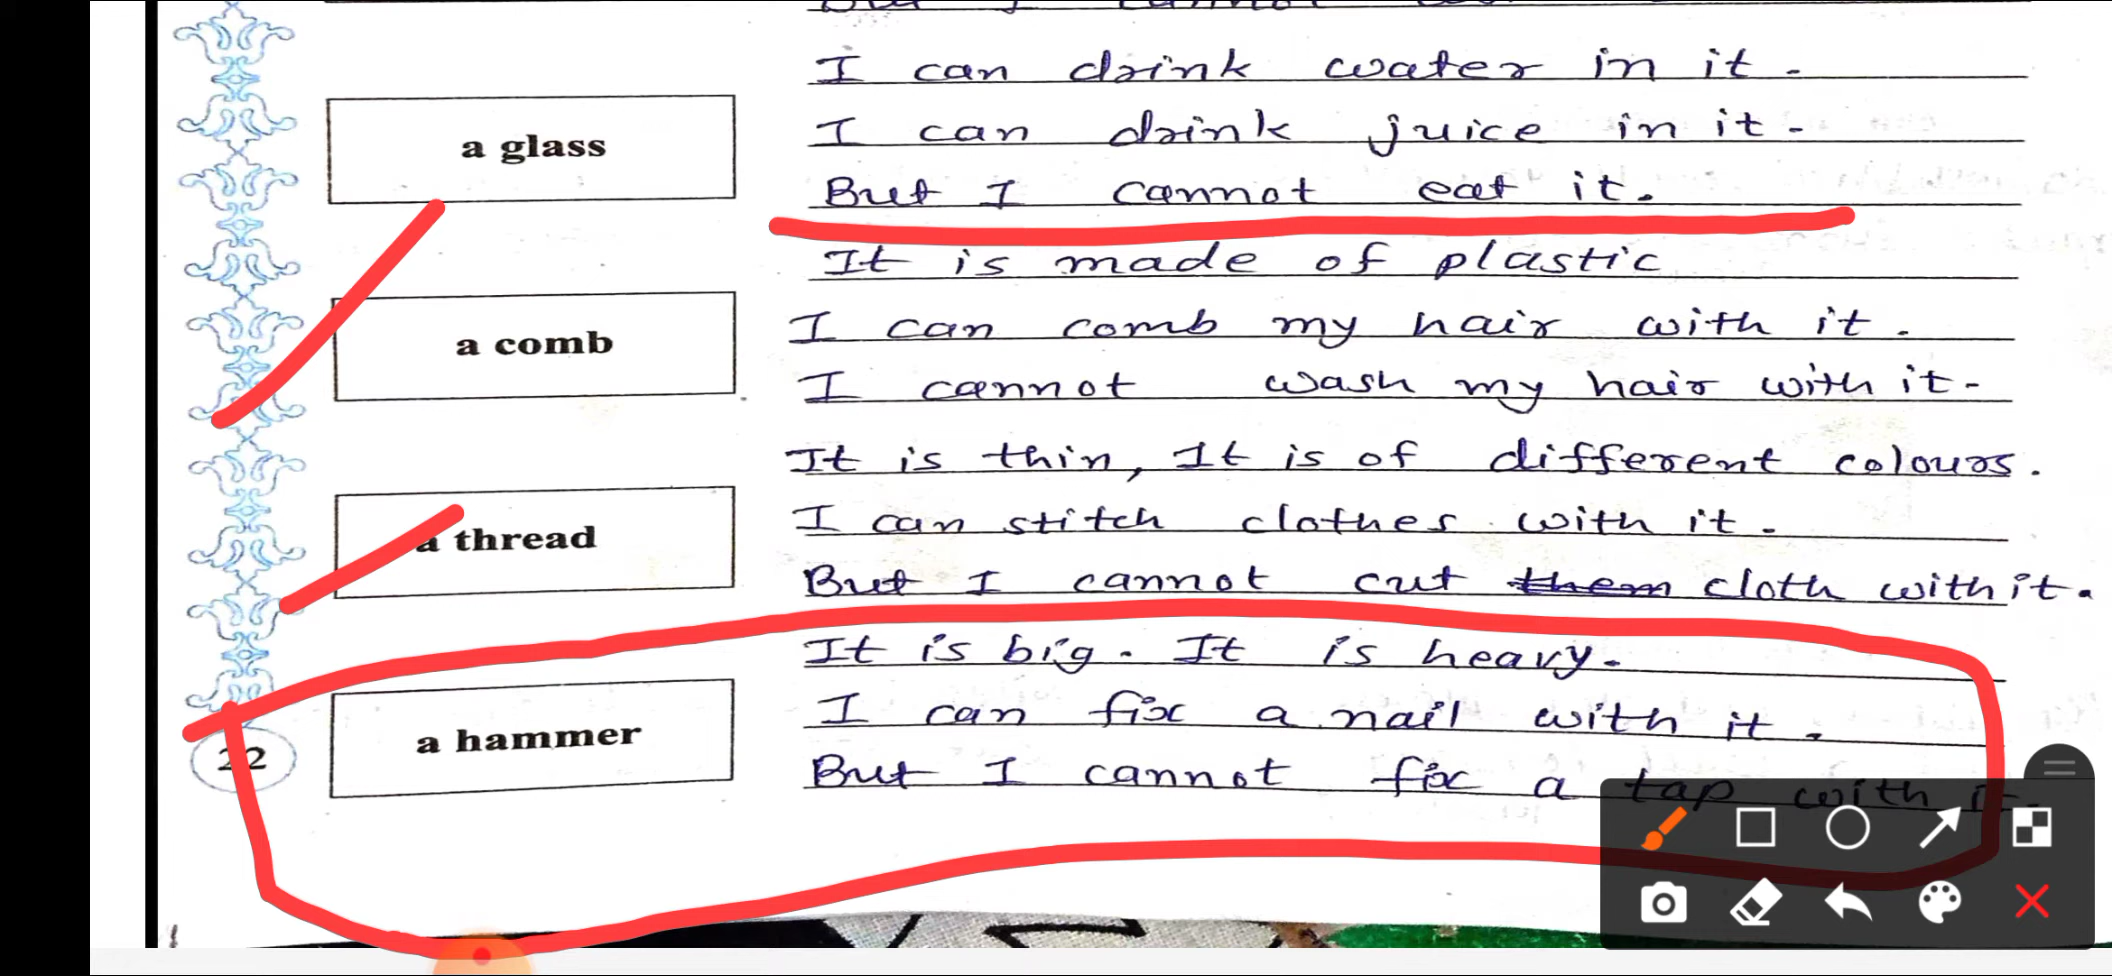 I can drink water in it.
a glass
I can drink juice in it.
But I cannot eat it.
It is made of plastic
a comb
I can comb my hair with it.
I cannot wash my hair with it.
It is thin, It is of different colours.
a thread
I can stitch clothes with it.
But I cannot cut them cloth with it.
It is big. It is heavy.
a hammer
I can fix a nail with it.
But I cannot fix a tap with it.
22